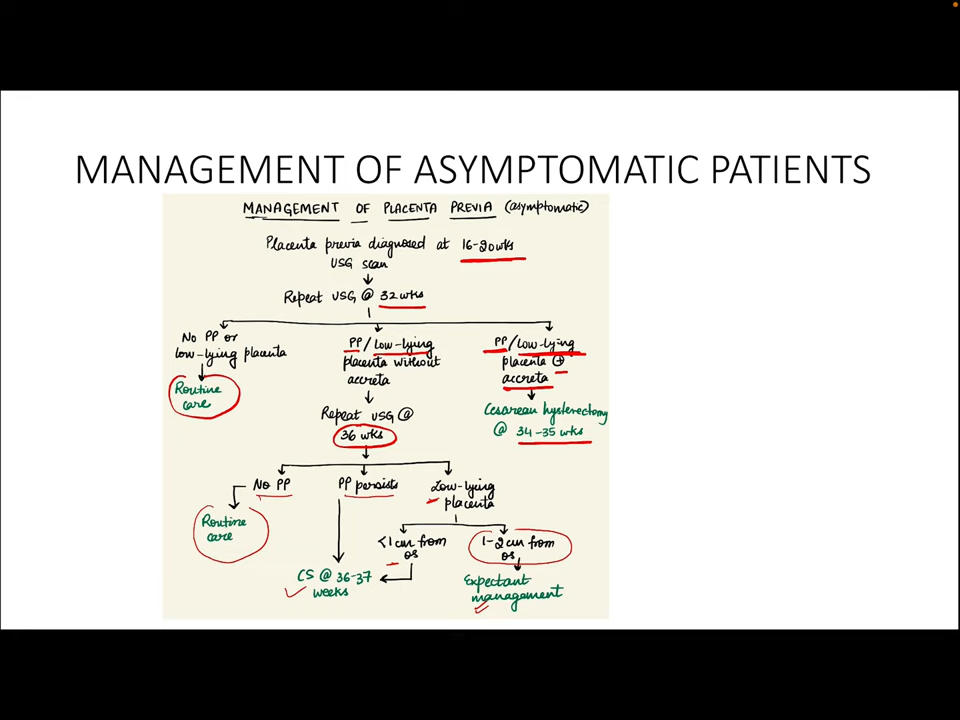 MANAGEMENT OF ASYMPTOMATIC PATIENTS
MANAGEMENT OF PLACENTA PREVIA (asymptomatic)
Placenta previa diagnosed at 16-20wks
USG scan
Repeat USG @ 32 wks
No PP or
low-lying placenta
Routine
care
PP/low-lying
placenta without
accreta
Repeat USG @
36 wks
PP/low-lying
placenta +
accreta
Cesarean hysterectomy
@ 34-35 wks
No PP
Routine
care
PP persists
Low-lying
placenta
<1cm from
os
1-2 cm from
os
CS @ 36-37
weeks
Expectant
management